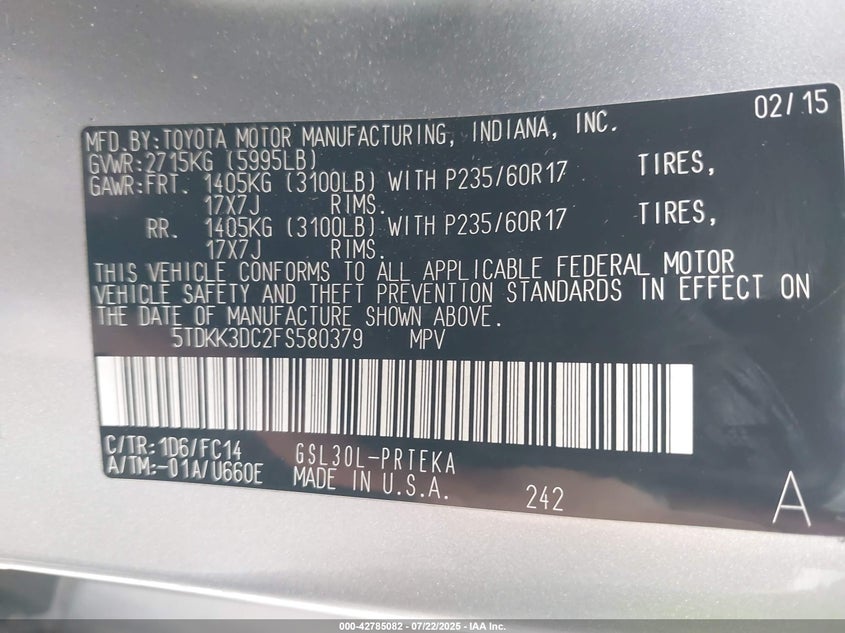 02/15
MFD.BY:TOYOTA MOTOR MANUFACTURING, INDIANA, INC.
GVWR:2715KG (5995LB)
GAWR:FRT. 1405KG (3100LB) WITH P235/60R17 TIRES,
17X7J RIMS.
RR. 1405KG (3100LB) WITH P235/60R17 TIRES,
17X7J RIMS.
THIS VEHICLE CONFORMS TO ALL APPLICABLE FEDERAL MOTOR
VEHICLE SAFETY AND THEFT PREVENTION STANDARDS IN EFFECT ON
THE DATE OF MANUFACTURE SHOWN ABOVE.
5TDKK3DC2FS580379 MPV
C/TR:1D6/FC14 GSL30L-PRTEKA
A/TM:-01A/U660E MADE IN U.S.A. 242 A
000-42785082 - 07/22/2025 - IAA Inc.